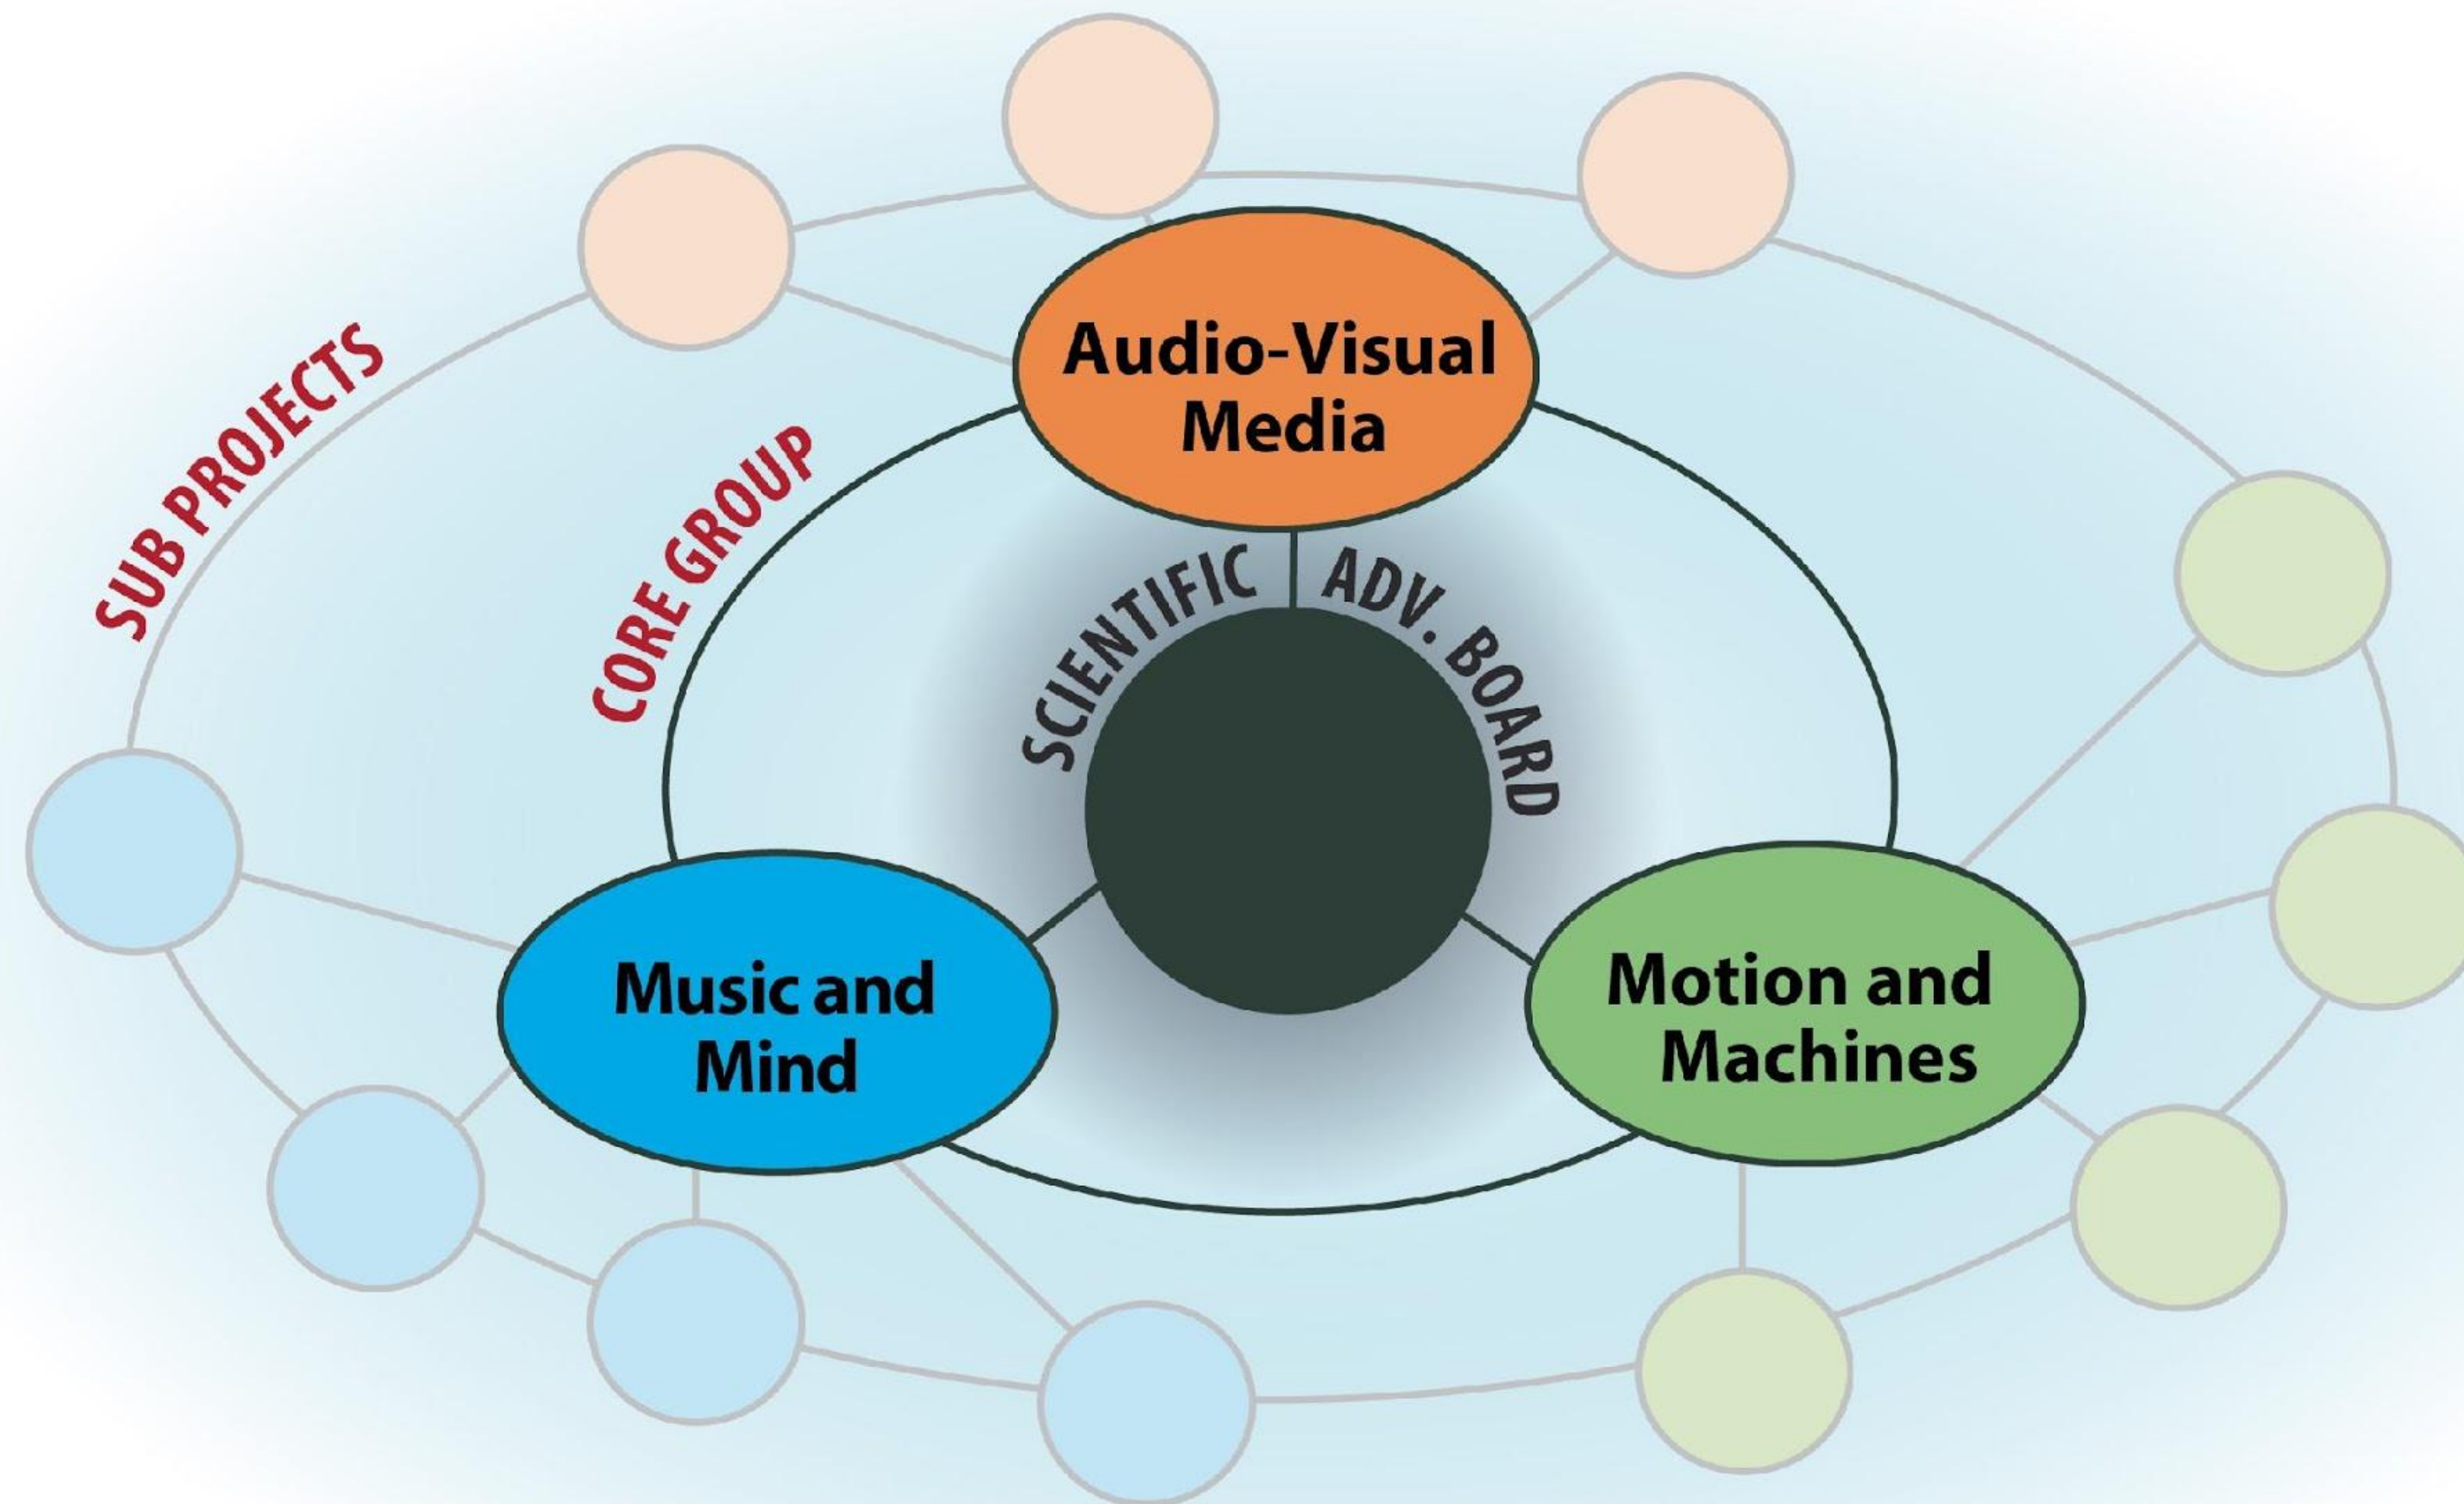 SUB PROJECTS
CORE GROUP
Audio-Visual
Media
SCIENTIFIC ADV. BOARD
Music and
Mind
Motion and
Machines